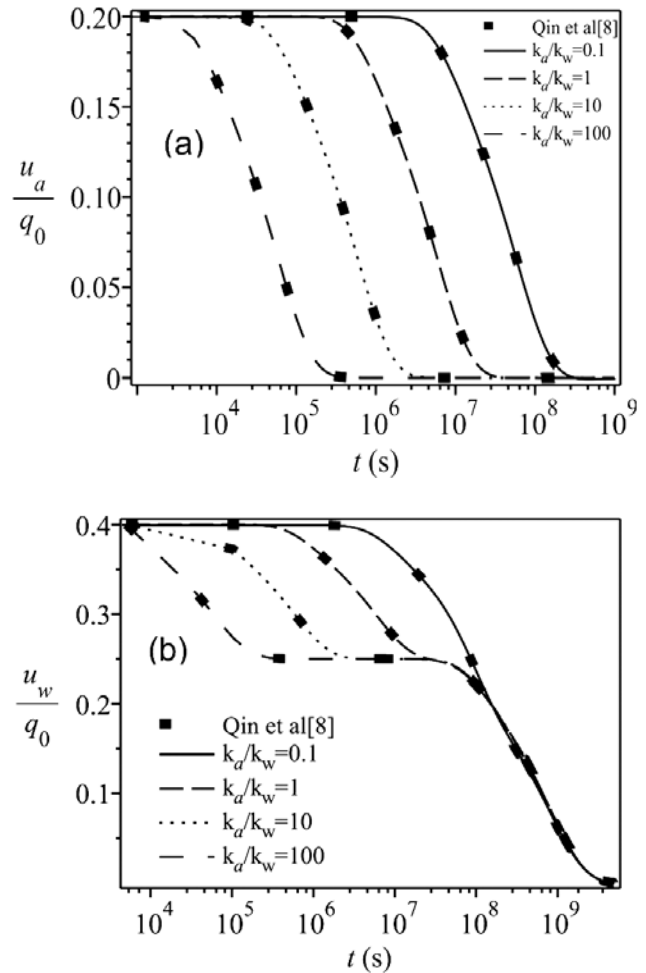 0.20
0.15
0.10
0.05
0
u_a
q_0
(a)
Qin et al[8]
k_a/k_w=0.1
k_a/k_w=1
k_a/k_w=10
k_a/k_w=100
10^4 10^5 10^6 10^7 10^8 10^9
t (s)
0.4
0.3
0.2
0.1
u_w
q_0
(b)
Qin et al[8]
k_a/k_w=0.1
k_a/k_w=1
k_a/k_w=10
k_a/k_w=100
10^4 10^5 10^6 10^7 10^8 10^9
t (s)